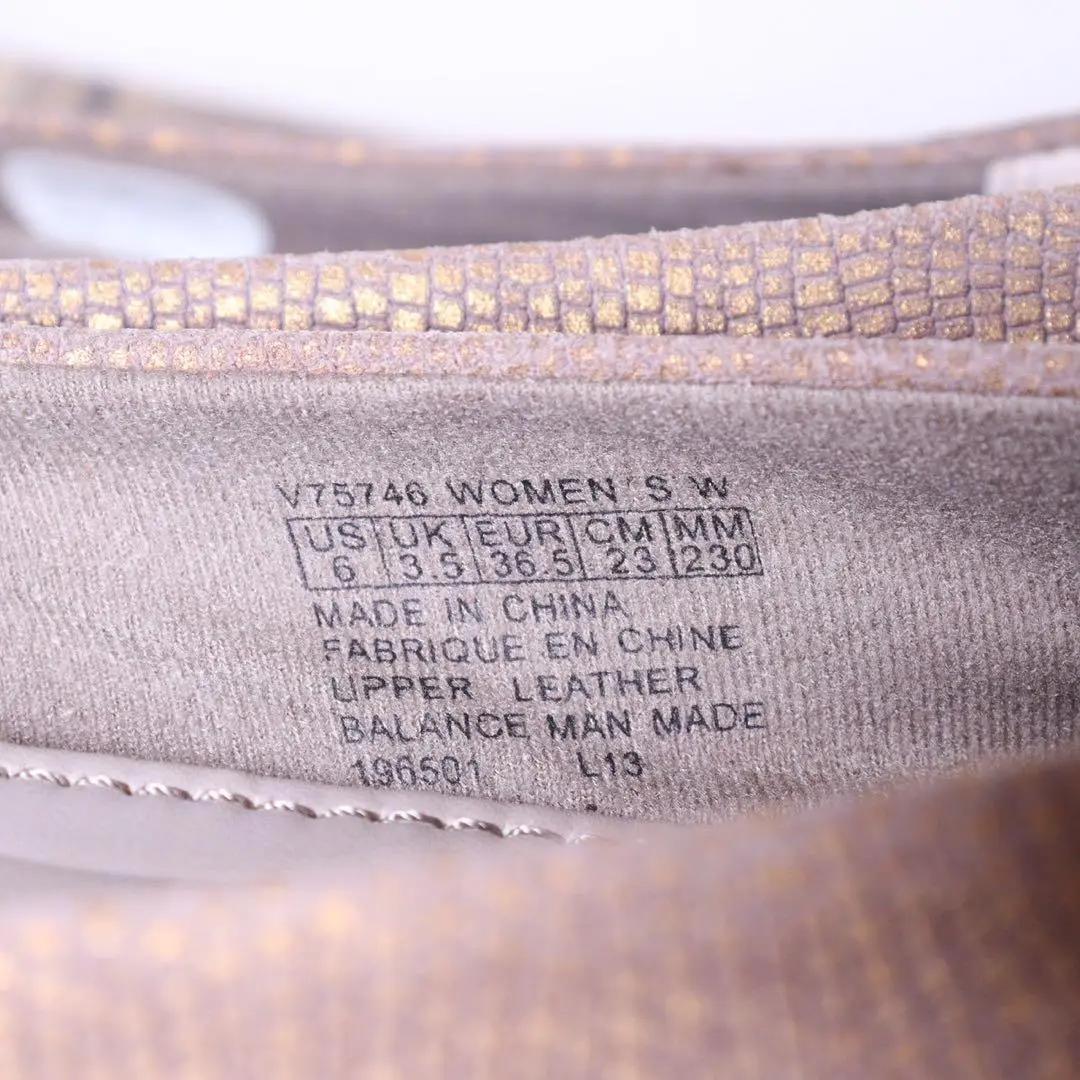 V75746 WOMEN'S W
US UK EUR CM MM
6 3.5 36.5 23 230
MADE IN CHINA
FABRIQUE EN CHINE
UPPER LEATHER
BALANCE MAN MADE
196501 L13